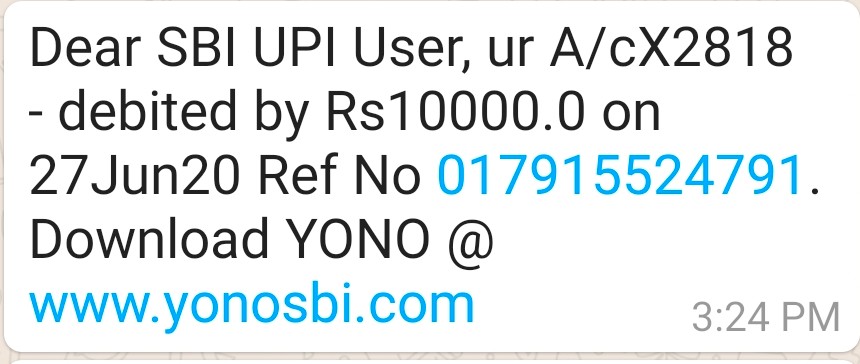 Dear SBI UPI User, ur A/cX2818
- debited by Rs10000.0 on
27Jun20 Ref No 017915524791.
Download YONO @
www.yonosbi.com
3:24 PM